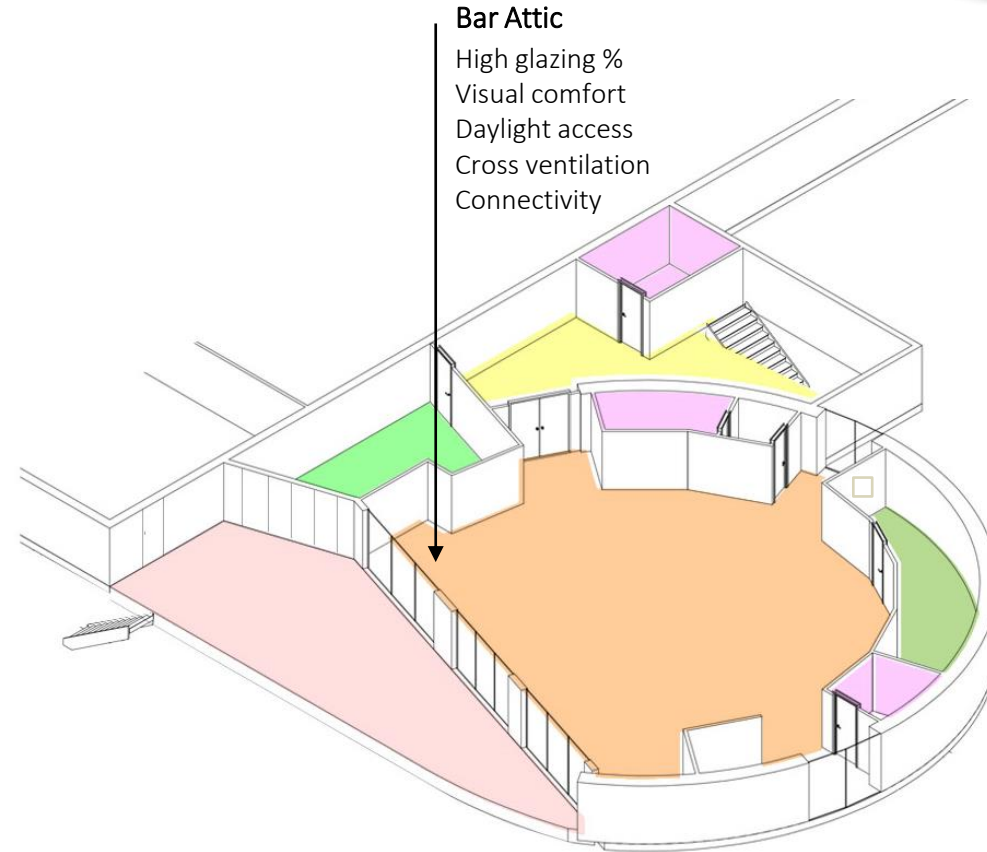 Bar Attic
High glazing %
Visual comfort
Daylight access
Cross ventilation
Connectivity